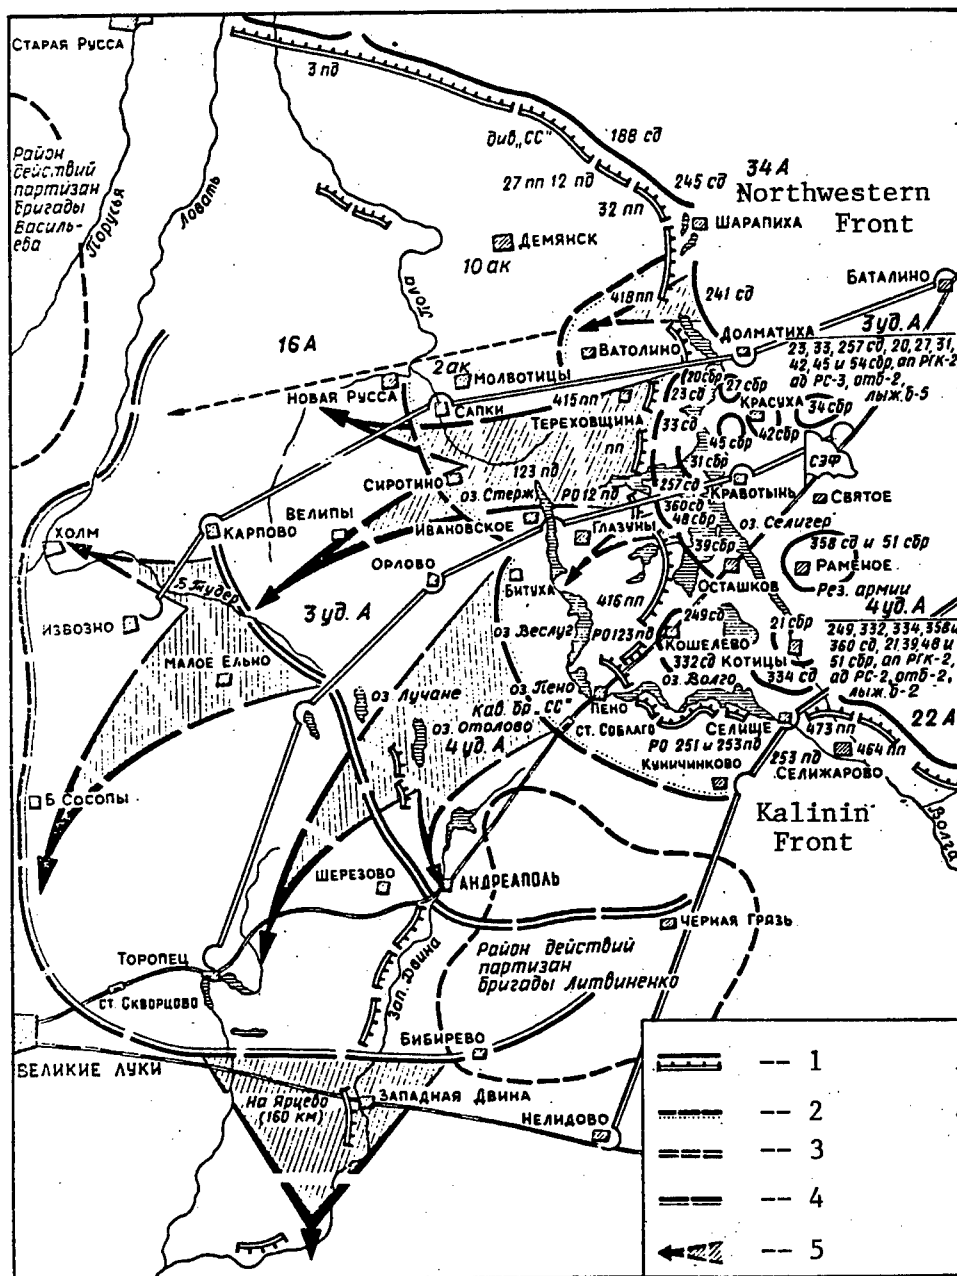 СТАРАЯ РУССА
3 пд
див. „СС"
188 сд
Район
действий
партизан
бригады
Василь-
ева
Порусья
Ловать
27 пп 12 пд
32 пп
245 сд
34 А
Northwestern
Front
ШАРАПИХА
ДЕМЯНСК
10 ак
Пола
БАТАЛИНО
418 пп
241 сд
ДОЛМАТИХА
3 уд. А
23, 33, 257 сд, 20, 27, 31,
42, 45 и 54 сбр, ап РГК-2
ад РС-3, отб-2,
лыж. б-5
16 А
ВАТОЛИНО
2 ак
МОЛВОТИЦЫ
НОВАЯ РУССА
САПКИ
415 пп
20 сбр
23 сд
27 сбр
КРАСУХА
34 сбр
42 сбр
ТЕРЕХОВЩИНА
33 сд
45 сбр
31 сбр
СЗФ
пп
123 пд
СИРОТИНО
оз. Стерж
РО 12 пд
257 сд
КРАВОТЫНЬ
СВЯТОЕ
360 сд
48 сбр
оз. Селигер
ВЕЛИПЫ
ИВАНОВСКОЕ
ГЛАЗУНЫ
39 сбр
358 сд и 51 сбр
РАМЕНОЕ
Рез. армии
ХОЛМ
КАРПОВО
ОРЛОВО
БИТУХА
416 пп
ОСТАШКОВ
4 уд. А
249, 332, 334, 358 и
360 сд, 21, 39, 48 и
51 сбр, ап РГК-2,
ад РС-2, отб-2,
лыж. б-2
Б. Тудер
3 уд. А
ИЗБОЗНО
оз. Веслуг
РО 123 пд
249 сд
КОШЕЛЕВО
21 сбр
332 сд
КОТИЦЫ
оз. Волго
334 сд
МАЛОЕ ЕЛЬНО
оз. Лучане
оз. Пено
Кав. бр. „СС"
ПЕНО
оз. Отолово
ст. СОБЛАГО
СЕЛИЩЕ
22 А
4 уд. А
РО 251 и 253 пд
473 пп
464 пп
КУНИЧИНКОВО
253 пд
СЕЛИЖАРОВО
Б. СОСОПЫ
Kalinin
Front
Волга
ШЕРЕЗОВО
АНДРЕАПОЛЬ
ЧЕРНАЯ ГРЯЗЬ
Район действий
партизан
бригады Литвиненко
ТОРОПЕЦ
Зап. Двина
ст. СКВОРЦОВО
БИБИРЕВО
ВЕЛИКИЕ ЛУКИ
На Ярцево
(160 км)
ЗАПАДНАЯ ДВИНА
НЕЛИДОВО
-- 1
-- 2
-- 3
-- 4
-- 5